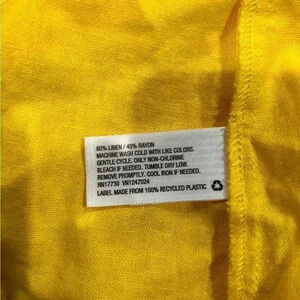 60% LINEN / 40% RAYON
MACHINE WASH COLD WITH LIKE COLORS.
GENTLE CYCLE. ONLY NON-CHLORINE
BLEACH IF NEEDED. TUMBLE DRY LOW.
REMOVE PROMPTLY. COOL IRON IF NEEDED.
RN17730 VN1247024
LABEL MADE FROM 100% RECYCLED PLASTIC